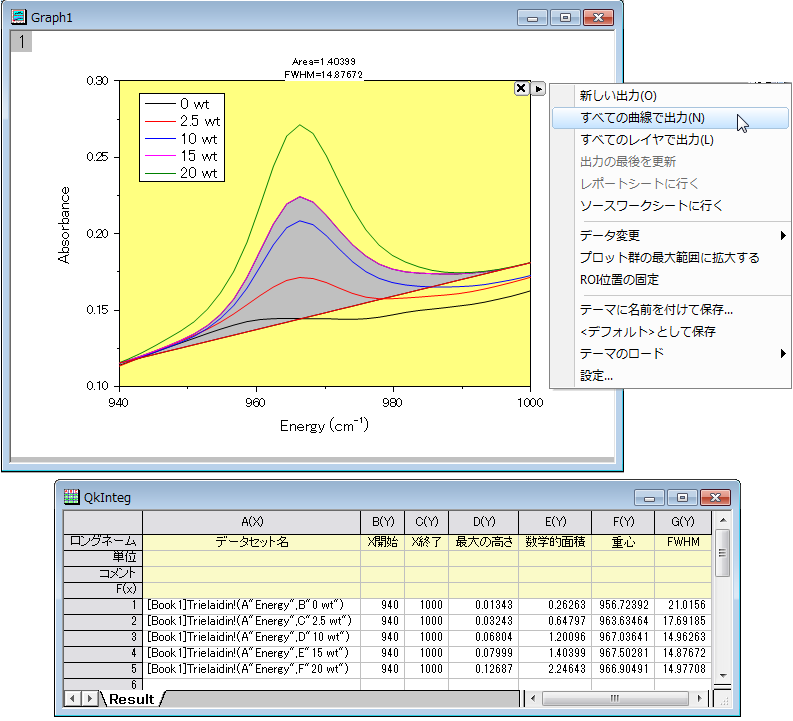 Graph1
1
Area=1.40399
FWHM=14.87672
0.30
0.25
0.20
0.15
0.10
Absorbance
0 wt
2.5 wt
10 wt
15 wt
20 wt
940
960
980
1000
Energy (cm⁻¹)
新しい出力(O)
すべての曲線で出力(N)
すべてのレイヤで出力(L)
出力の最後を更新
レポートシートに行く
ソースワークシートに行く
データ変更
プロット群の最大範囲に拡大する
ROI位置の固定
テーマに名前を付けて保存...
<デフォルト>として保存
テーマのロード
設定...
QkInteg
A(X) B(Y) C(Y) D(Y) E(Y) F(Y) G(Y)
ロングネーム データセット名 X開始 X終了 最大の高さ 数学的面積 重心 FWHM
単位
コメント
F(x)
1 [Book1]Trielaidin!(A"Energy",B"0 wt") 940 1000 0.01343 0.26263 956.72392 21.0156
2 [Book1]Trielaidin!(A"Energy",C"2.5 wt") 940 1000 0.03243 0.64797 963.63464 17.69185
3 [Book1]Trielaidin!(A"Energy",D"10 wt") 940 1000 0.06804 1.20096 967.03641 14.96263
4 [Book1]Trielaidin!(A"Energy",E"15 wt") 940 1000 0.07999 1.40399 967.50281 14.87672
5 [Book1]Trielaidin!(A"Energy",F"20 wt") 940 1000 0.12687 2.24643 966.90491 14.97708
6
Result